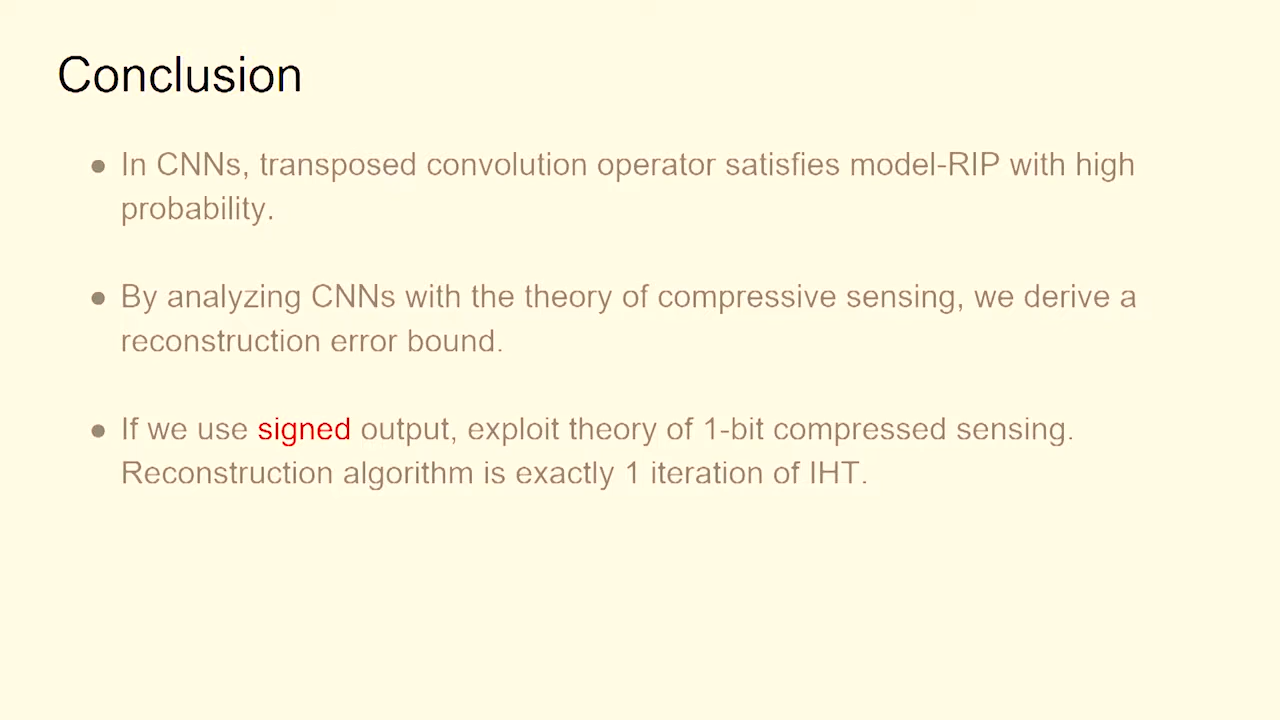 Conclusion
● In CNNs, transposed convolution operator satisfies model-RIP with high
probability.
● By analyzing CNNs with the theory of compressive sensing, we derive a
reconstruction error bound.
● If we use signed output, exploit theory of 1-bit compressed sensing.
Reconstruction algorithm is exactly 1 iteration of IHT.